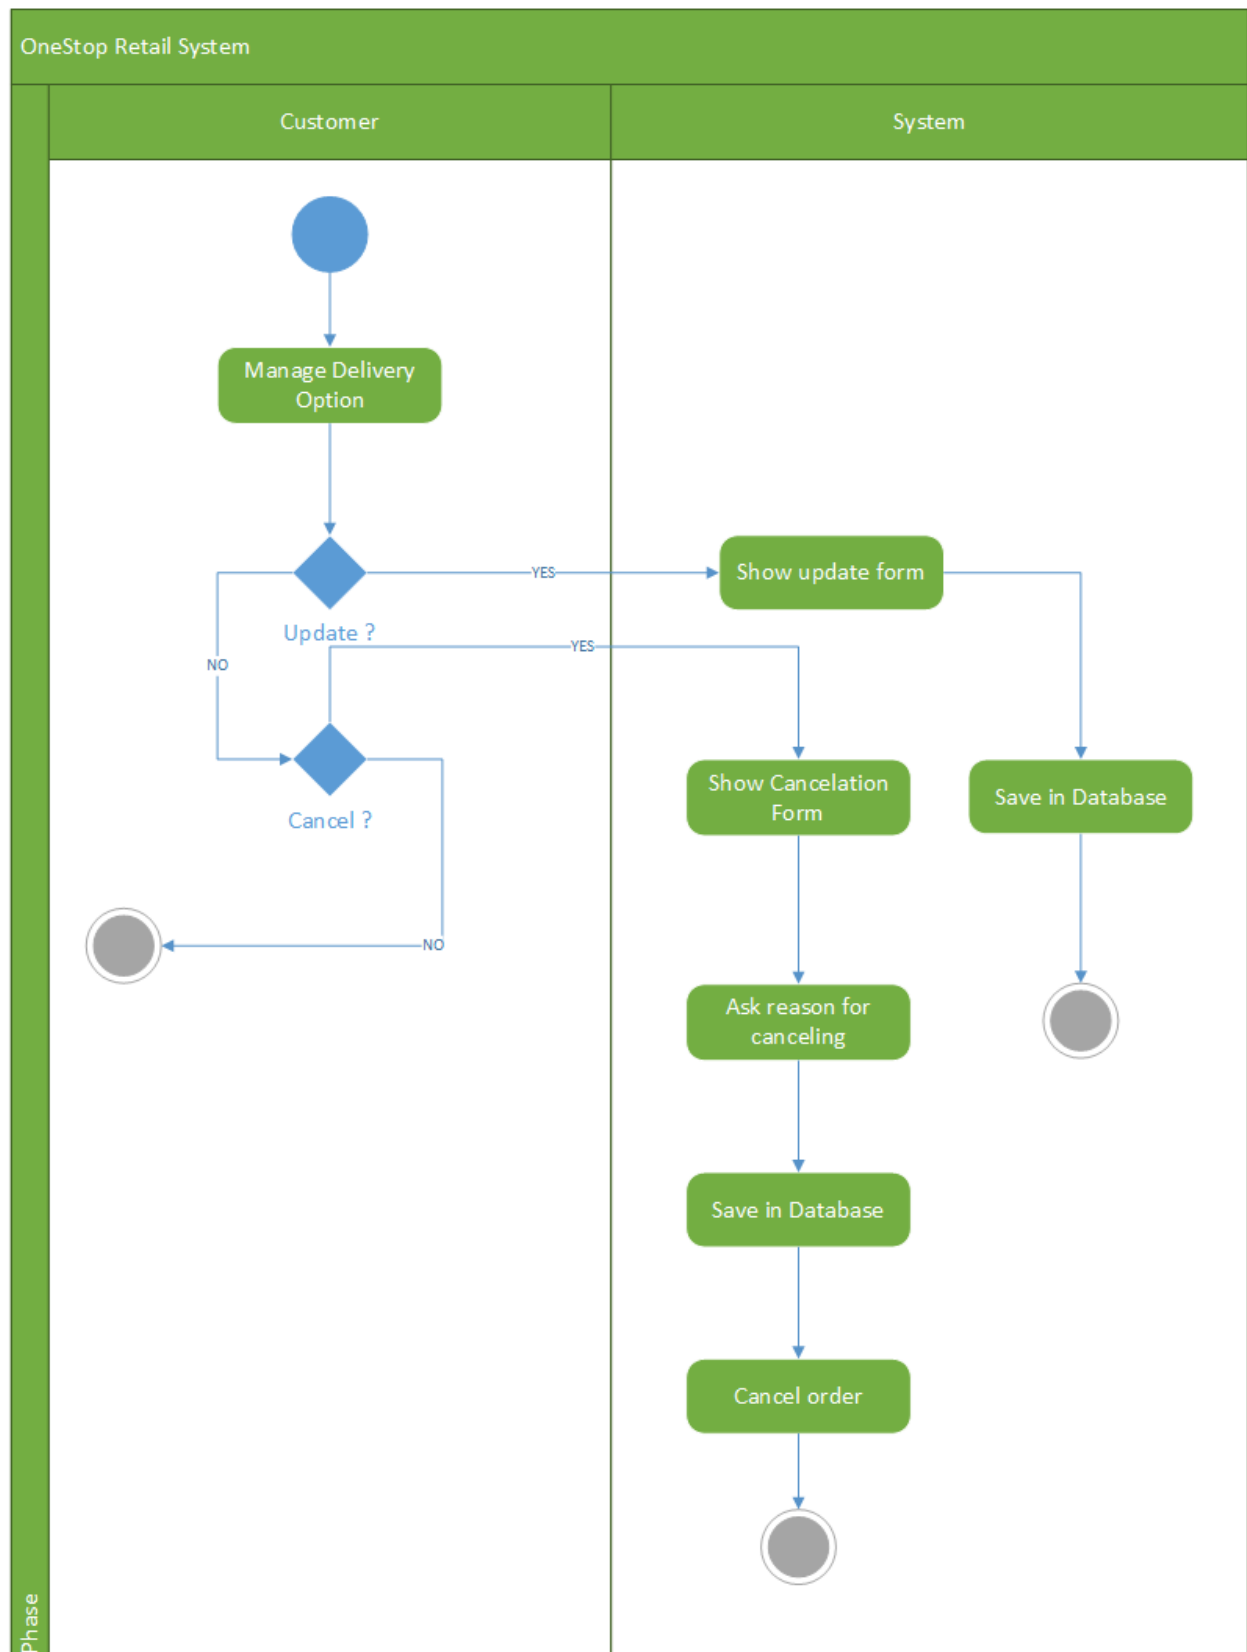 OneStop Retail System
Customer
System
Manage Delivery
Option
YES
Show update form
Update ?
YES
NO
Show Cancelation
Form
Save in Database
Cancel ?
NO
Ask reason for
canceling
Save in Database
Cancel order
Phase